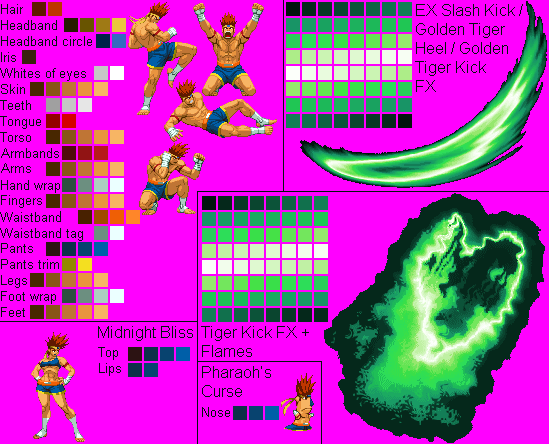 Hair
Headband
Headband circle
Iris
Whites of eyes
Skin
Teeth
Tongue
Torso
Armbands
Arms
Hand wrap
Fingers
Waistband
Waistband tag
Pants
Pants trim
Legs
Foot wrap
Feet
EX Slash Kick /
Golden Tiger
Heel / Golden
Tiger Kick
FX
Midnight Bliss
Top
Lips
Tiger Kick FX +
Flames
Pharaoh's
Curse
Nose